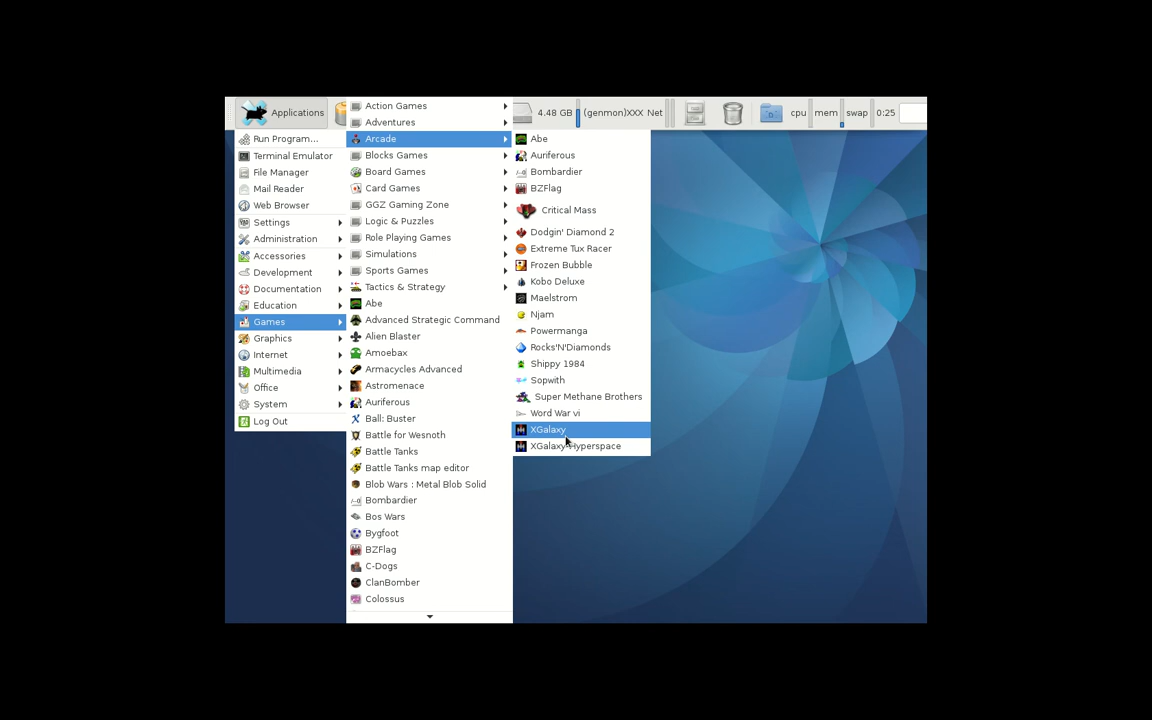 Applications
4.48 GB
(genmon)XXX Net
cpu
mem
swap
0:25
Run Program...
Terminal Emulator
File Manager
Mail Reader
Web Browser
Settings
Administration
Accessories
Development
Documentation
Education
Games
Graphics
Internet
Multimedia
Office
System
Log Out
Action Games
Adventures
Arcade
Blocks Games
Board Games
Card Games
GGZ Gaming Zone
Logic & Puzzles
Role Playing Games
Simulations
Sports Games
Tactics & Strategy
Abe
Advanced Strategic Command
Alien Blaster
Amoebax
Armacycles Advanced
Astromenace
Auriferous
Ball: Buster
Battle for Wesnoth
Battle Tanks
Battle Tanks map editor
Blob Wars : Metal Blob Solid
Bombardier
Bos Wars
Bygfoot
BZFlag
C-Dogs
ClanBomber
Colossus
Abe
Auriferous
Bombardier
BZFlag
Critical Mass
Dodgin' Diamond 2
Extreme Tux Racer
Frozen Bubble
Kobo Deluxe
Maelstrom
Njam
Powermanga
Rocks'N'Diamonds
Shippy 1984
Sopwith
Super Methane Brothers
Word War vi
XGalaxy
XGalaxy Hyperspace